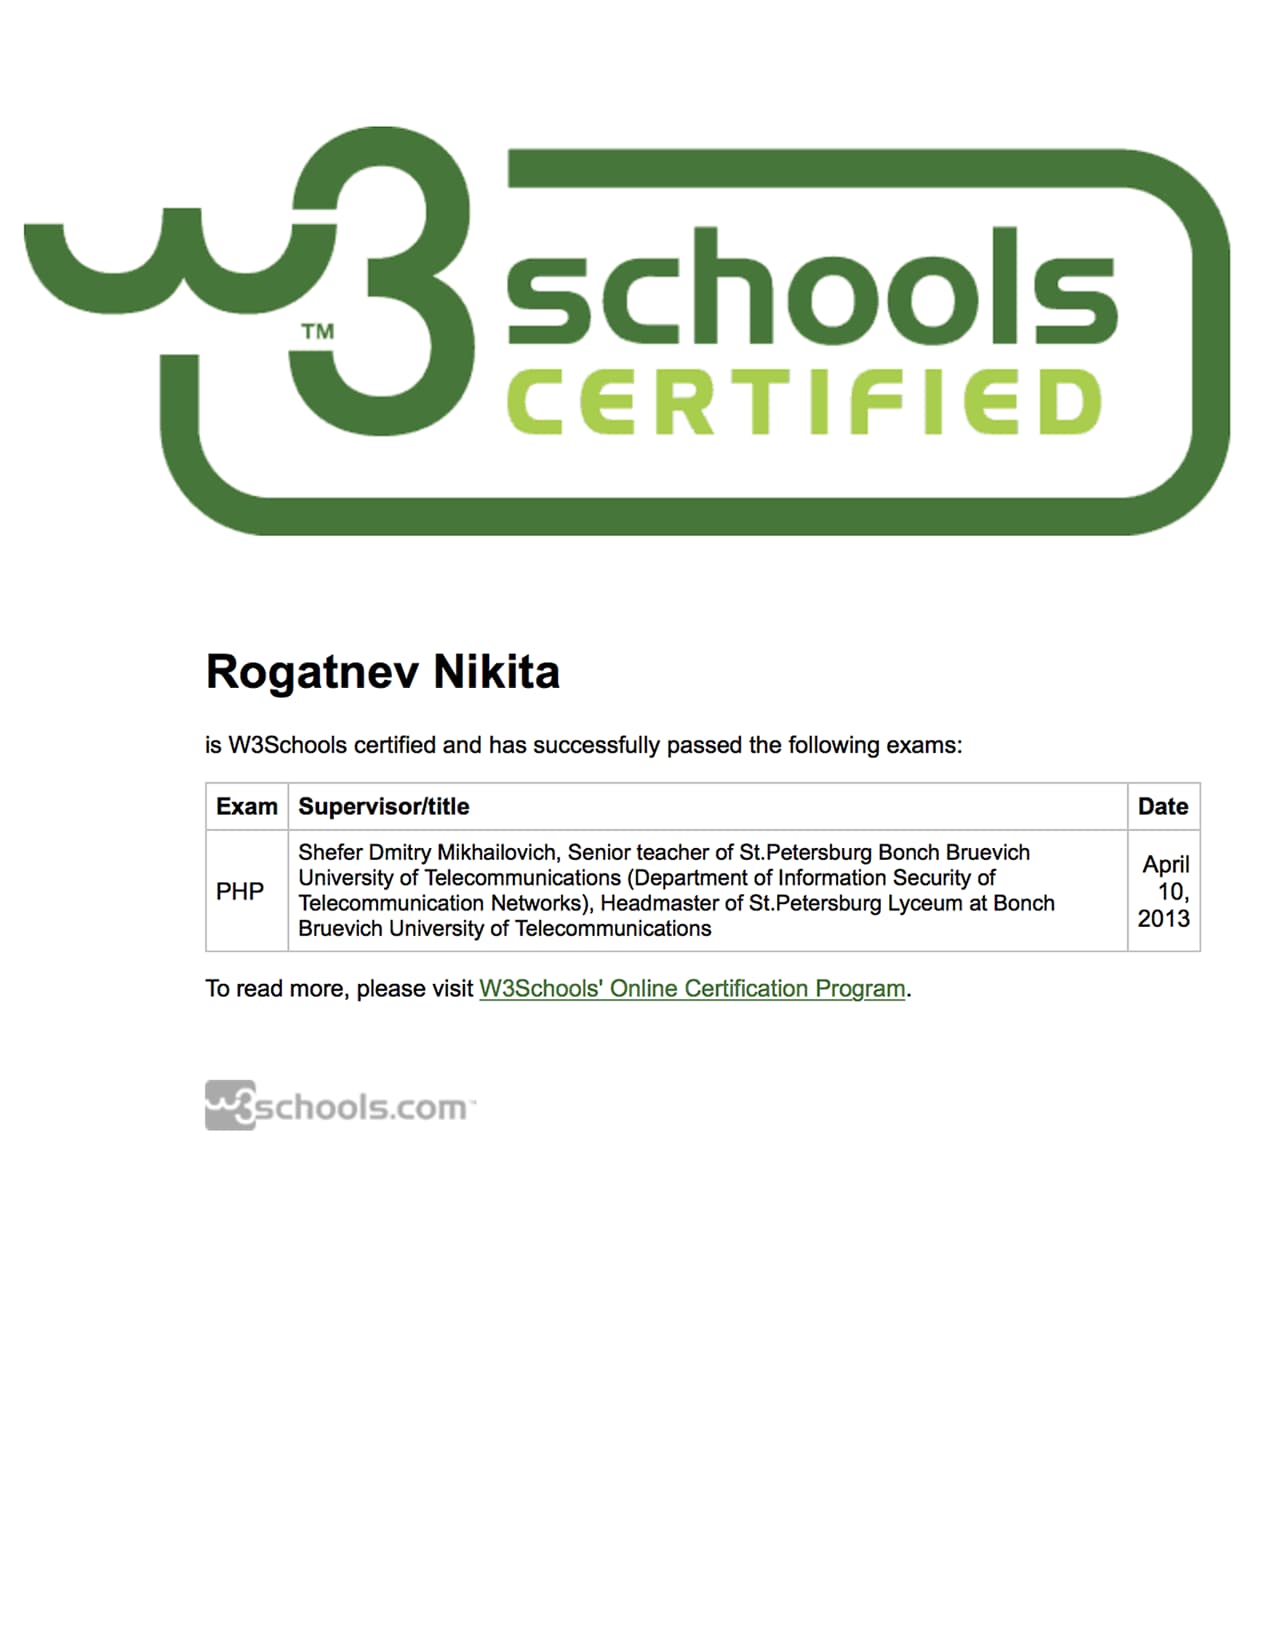 w3schools
TM
CERTIFIED
Rogatnev Nikita
is W3Schools certified and has successfully passed the following exams:
Exam Supervisor/title Date
PHP
Shefer Dmitry Mikhailovich, Senior teacher of St.Petersburg Bonch Bruevich
University of Telecommunications (Department of Information Security of
Telecommunication Networks), Headmaster of St.Petersburg Lyceum at Bonch
Bruevich University of Telecommunications
April
10,
2013
To read more, please visit W3Schools' Online Certification Program.
w3schools.com™